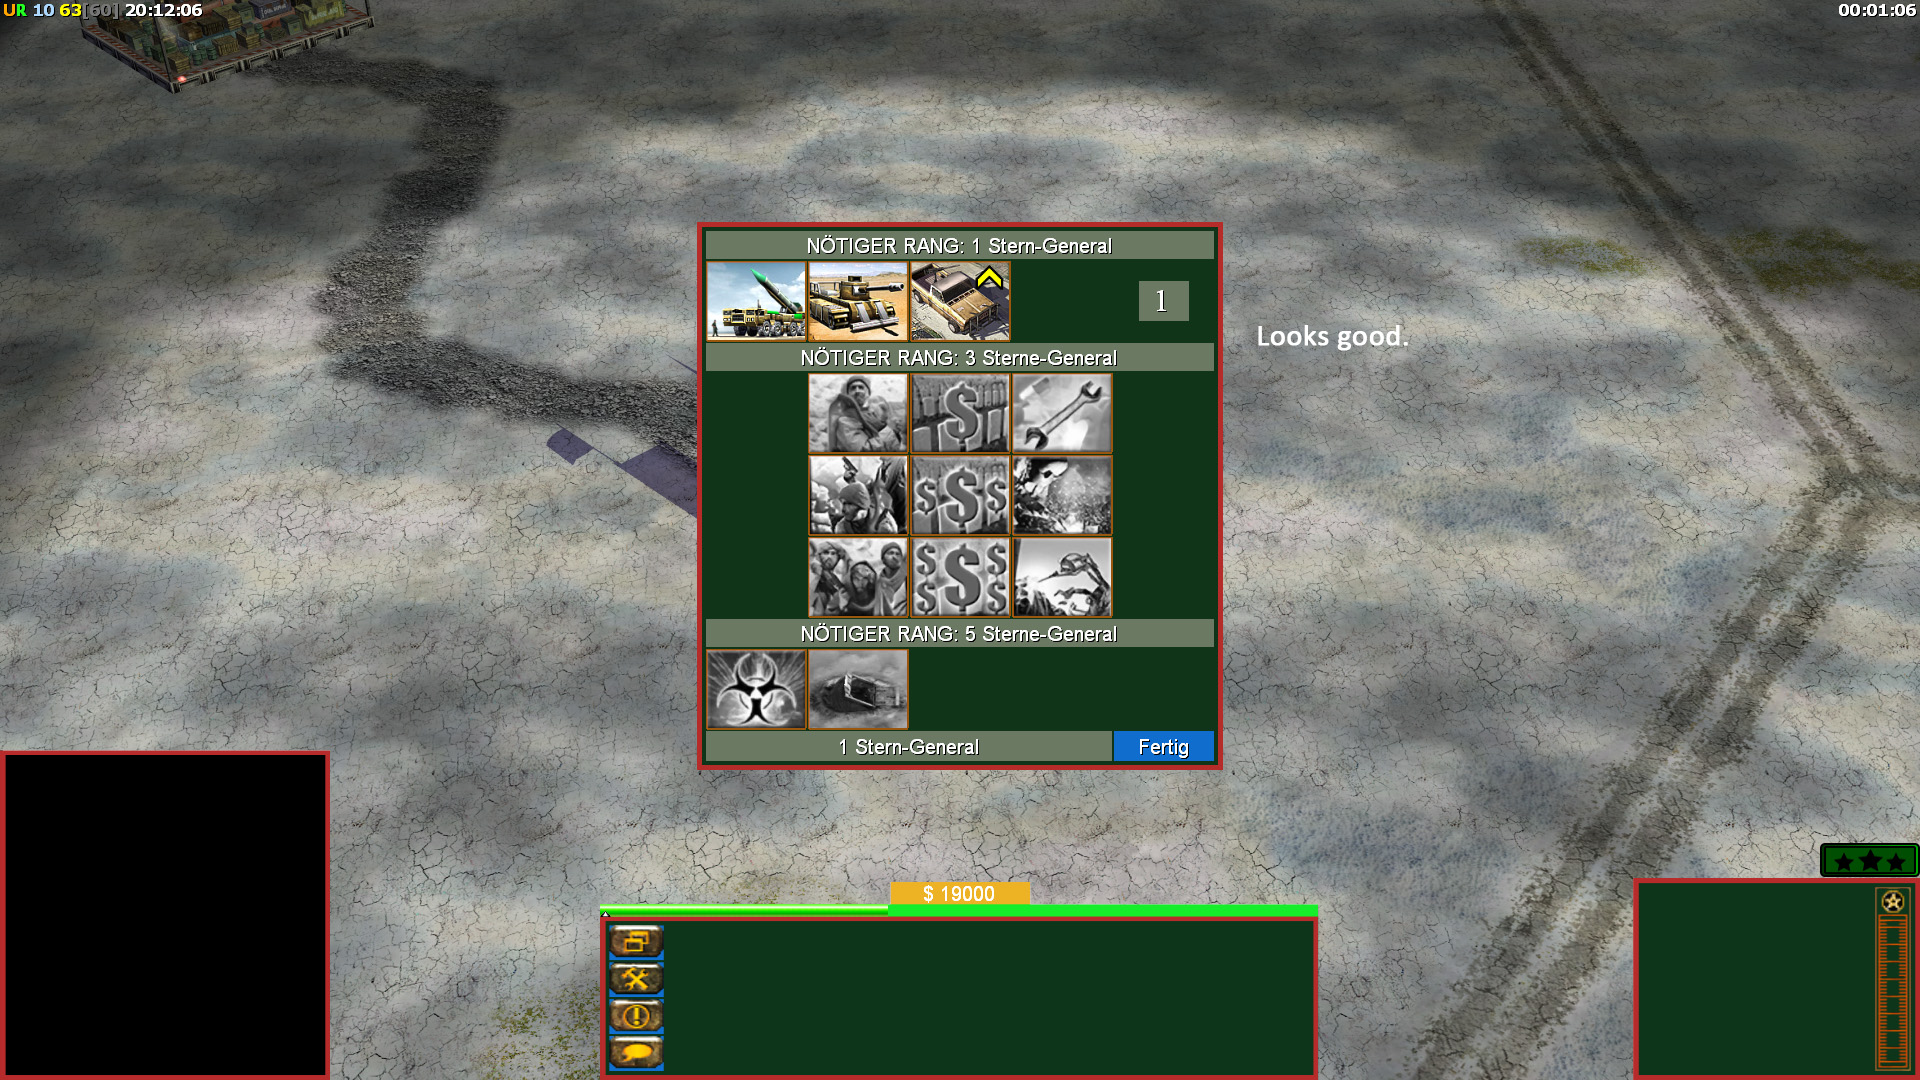 UR 10 63[60] 20:12:06
00:01:06
NÖTIGER RANG: 1 Stern-General
1
NÖTIGER RANG: 3 Sterne-General
Looks good.
NÖTIGER RANG: 5 Sterne-General
1 Stern-General
Fertig
$ 19000